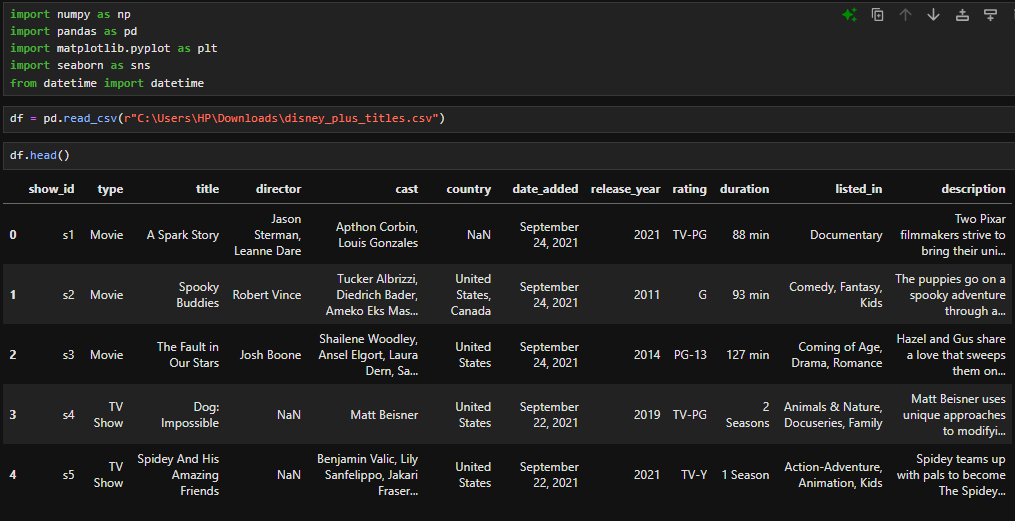 import numpy as np
import pandas as pd
import matplotlib.pyplot as plt
import seaborn as sns
from datetime import datetime
df = pd.read_csv(r"C:\Users\HP\Downloads\disney_plus_titles.csv")
df.head()
show_id type title director cast country date_added release_year rating duration listed_in description
0 s1 Movie A Spark Story Jason Sterman, Leanne Dare Apthon Corbin, Louis Gonzales NaN September 24, 2021 2021 TV-PG 88 min Documentary Two Pixar filmmakers strive to bring their uni...
1 s2 Movie Spooky Buddies Robert Vince Tucker Albrizzi, Diedrich Bader, Ameko Eks Mas... United States, Canada September 24, 2021 2011 G 93 min Comedy, Fantasy, Kids The puppies go on a spooky adventure through a...
2 s3 Movie The Fault in Our Stars Josh Boone Shailene Woodley, Ansel Elgort, Laura Dern, Sa... United States September 24, 2021 2014 PG-13 127 min Coming of Age, Drama, Romance Hazel and Gus share a love that sweeps them on...
3 s4 TV Show Dog: Impossible NaN Matt Beisner United States September 22, 2021 2019 TV-PG 2 Seasons Animals & Nature, Docuseries, Family Matt Beisner uses unique approaches to modifyi...
4 s5 TV Show Spidey And His Amazing Friends NaN Benjamin Valic, Lily Sanfelippo, Jakari Fraser... United States September 22, 2021 2021 TV-Y 1 Season Action-Adventure, Animation, Kids Spidey teams up with pals to become The Spidey...